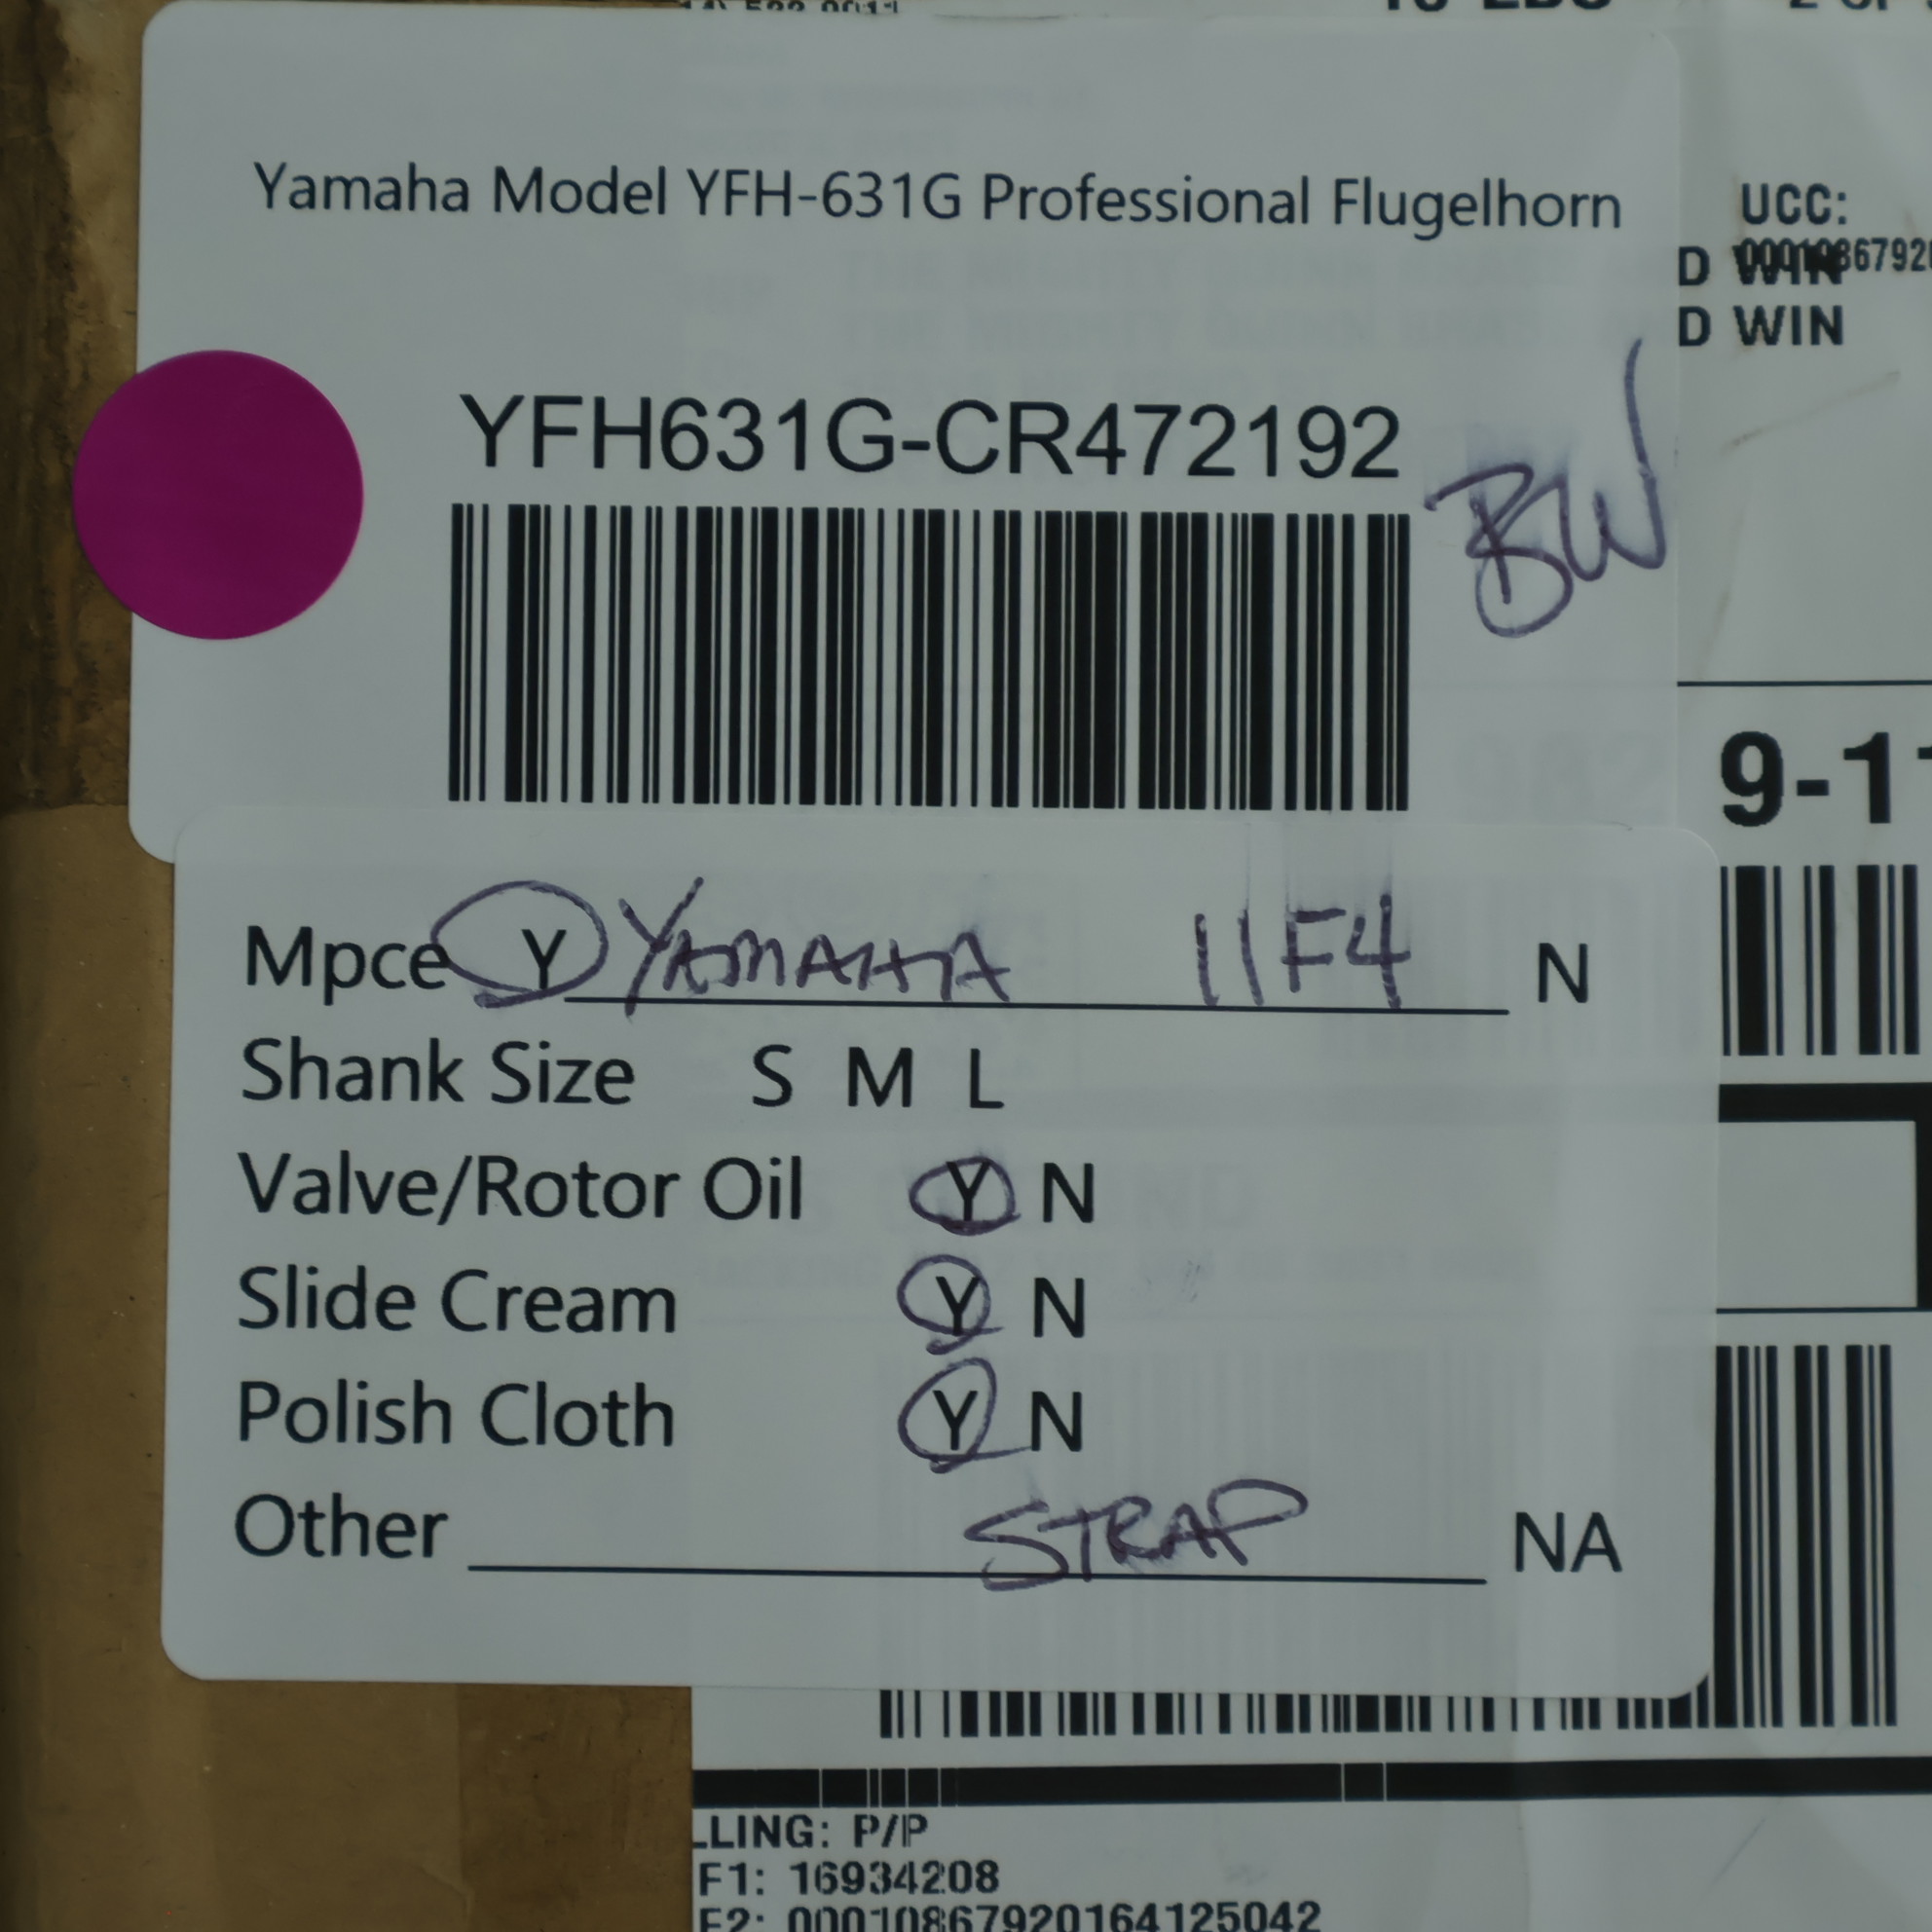 Yamaha Model YFH-631G Professional Flugelhorn
UCC:
D WIN
D WIN
YFH631G-CR472192
BW
9-1
Mpce Y YAMAHA 11F4 N
Shank Size S M L
Valve/Rotor Oil Y N
Slide Cream Y N
Polish Cloth Y N
Other STRAP NA
LLING: P/P
F1: 16934208
F2: 00010867920164125042